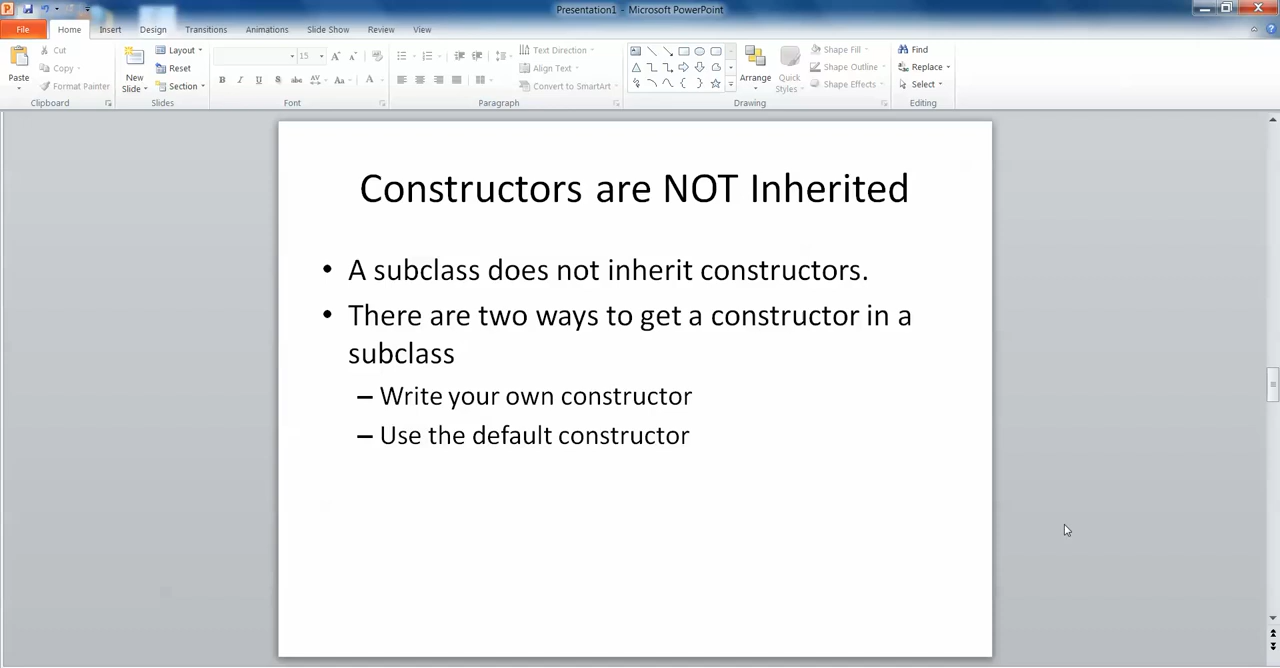 Presentation1 - Microsoft PowerPoint
File Home Insert Design Transitions Animations Slide Show Review View
Paste
Cut
Copy
Format Painter
Clipboard
New
Slide
Layout
Reset
Section
Slides
15
Font
Text Direction
Align Text
Convert to SmartArt
Paragraph
Arrange
Quick
Styles
Shape Fill
Shape Outline
Shape Effects
Drawing
Find
Replace
Select
Editing
Constructors are NOT Inherited
• A subclass does not inherit constructors.
• There are two ways to get a constructor in a
subclass
– Write your own constructor
– Use the default constructor